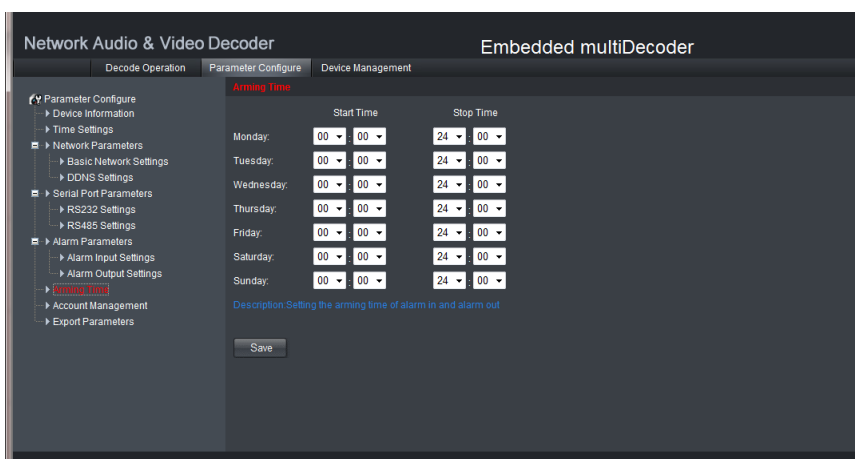 Network Audio & Video Decoder
Embedded multiDecoder
Decode Operation Parameter Configure Device Management
Parameter Configure
Device Information
Time Settings
Network Parameters
Basic Network Settings
DDNS Settings
Serial Port Parameters
RS232 Settings
RS485 Settings
Alarm Parameters
Alarm Input Settings
Alarm Output Settings
Arming Time
Account Management
Export Parameters
Arming Time
Start Time Stop Time
Monday: 00 : 00 24 : 00
Tuesday: 00 : 00 24 : 00
Wednesday: 00 : 00 24 : 00
Thursday: 00 : 00 24 : 00
Friday: 00 : 00 24 : 00
Saturday: 00 : 00 24 : 00
Sunday: 00 : 00 24 : 00
Description:Setting the arming time of alarm in and alarm out
Save